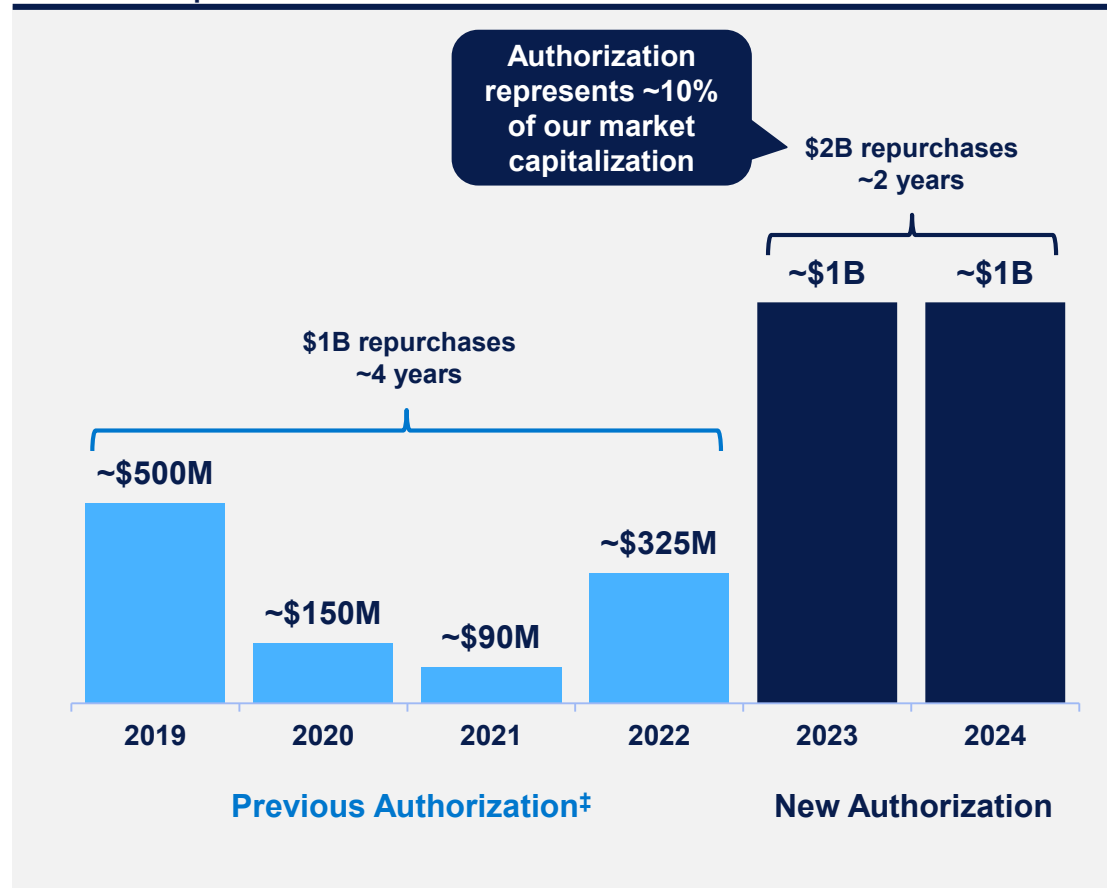 Authorization
represents ~10%
of our market
capitalization
$2B repurchases
~2 years
~$1B
~$1B
$1B repurchases
~4 years
~$500M
~$150M
~$90M
~$325M
2019
2020
2021
2022
2023
2024
Previous Authorization‡
New Authorization